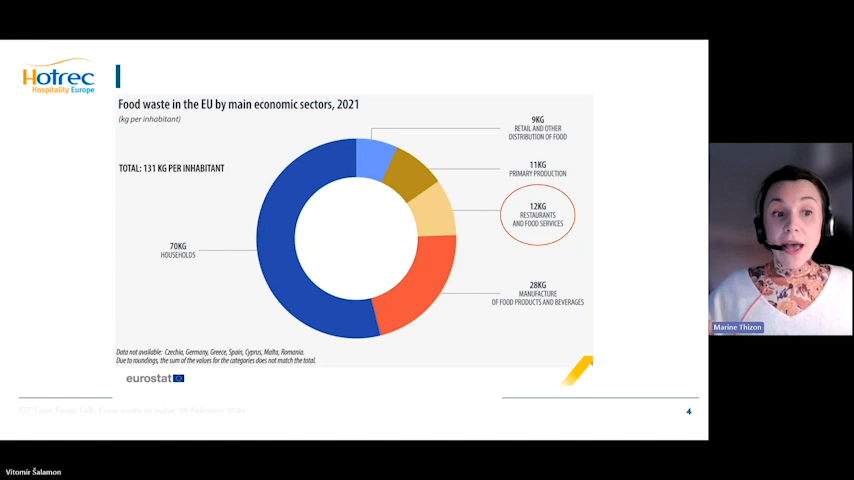 Hotrec
Hospitality Europe
Food waste in the EU by main economic sectors, 2021
(kg per inhabitant)
TOTAL: 131 KG PER INHABITANT
9KG
RETAIL AND OTHER
DISTRIBUTION OF FOOD
11KG
PRIMARY PRODUCTION
12KG
RESTAURANTS
AND FOOD SERVICES
70KG
HOUSEHOLDS
28KG
MANUFACTURE
OF FOOD PRODUCTS AND BEVERAGES
Data not available: Czechia, Germany, Greece, Spain, Cyprus, Malta, Romania.
Due to roundings, the sum of the values for the categories does not match the total.
eurostat
4
Marine Thizon
Vitomir Šalamon